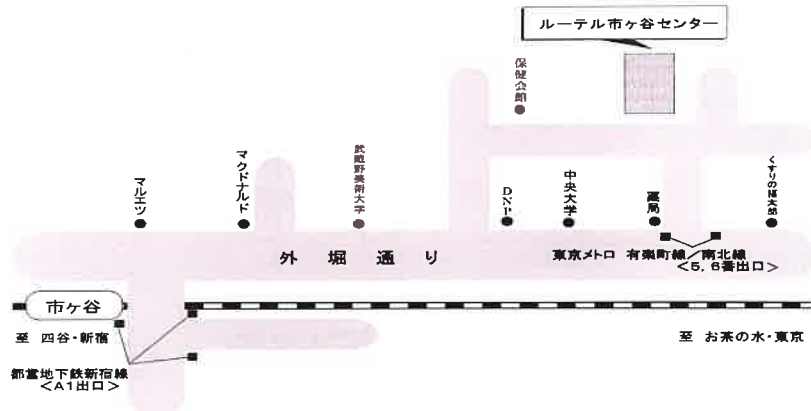 ルーテル市ヶ谷センター
保健会館
マルエツ
マクドナルド
武蔵野美術大学
DNP
中央大学
薬局
くすりの福太郎
外堀通り
東京メトロ 有楽町線/南北線
<5, 6番出口>
市ヶ谷
至 四谷・新宿
至 お茶の水・東京
都営地下鉄新宿線
<A1出口>